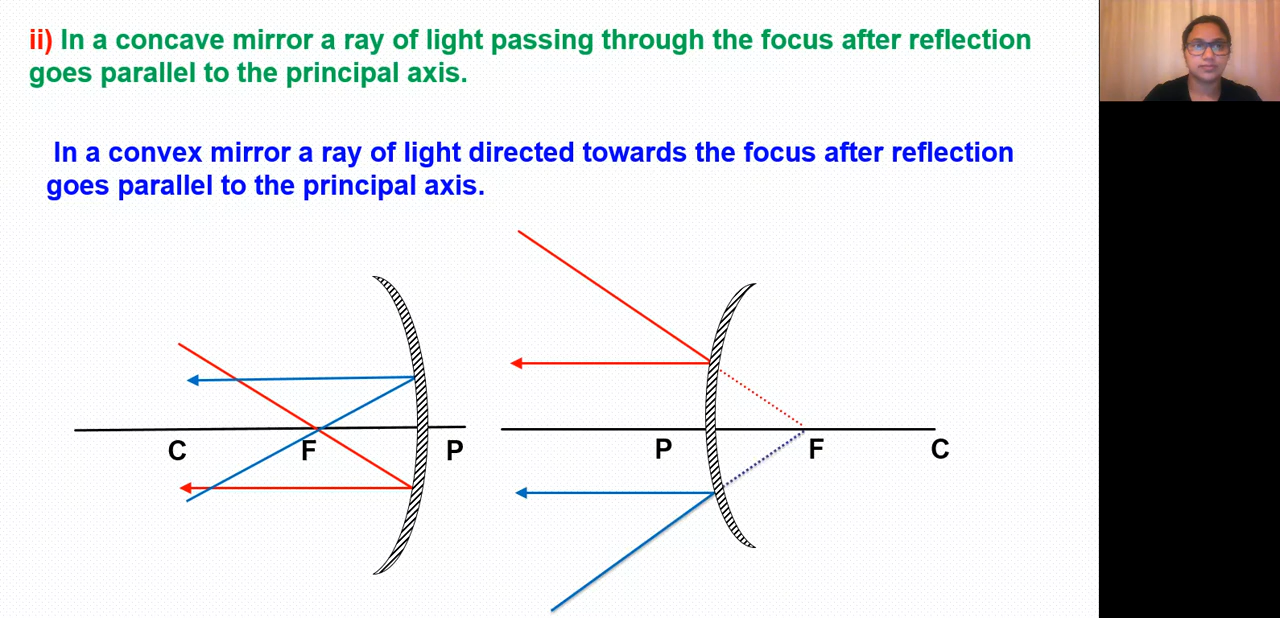 ii) In a concave mirror a ray of light passing through the focus after reflection
goes parallel to the principal axis.
In a convex mirror a ray of light directed towards the focus after reflection
goes parallel to the principal axis.
C F P
P F C